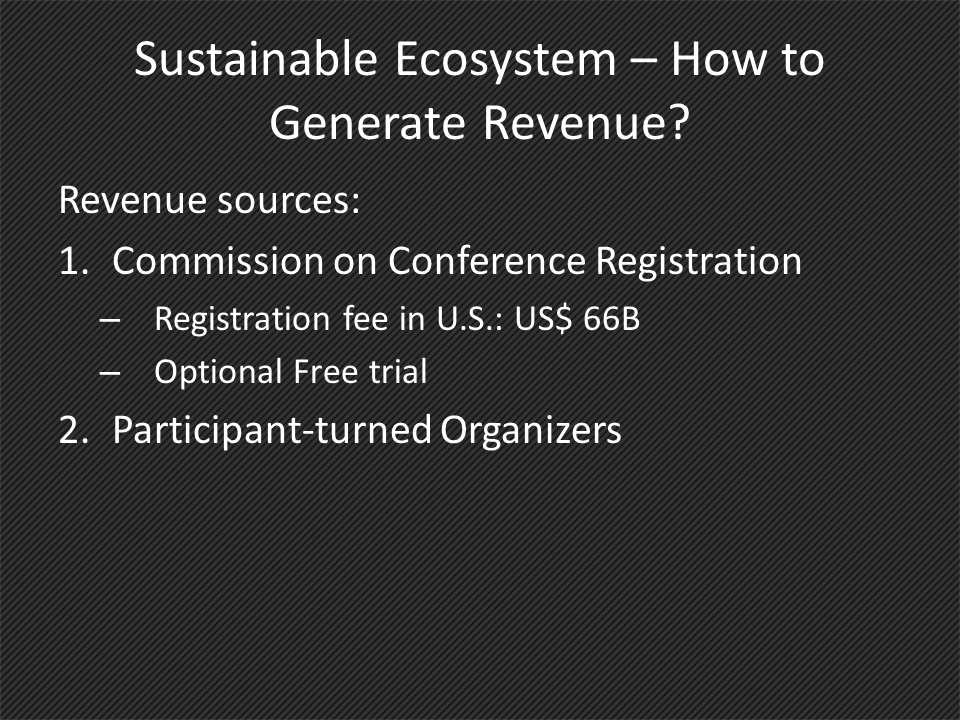 Sustainable Ecosystem – How to
Generate Revenue?
Revenue sources:
1. Commission on Conference Registration
– Registration fee in U.S.: US$ 66B
– Optional Free trial
2. Participant-turned Organizers